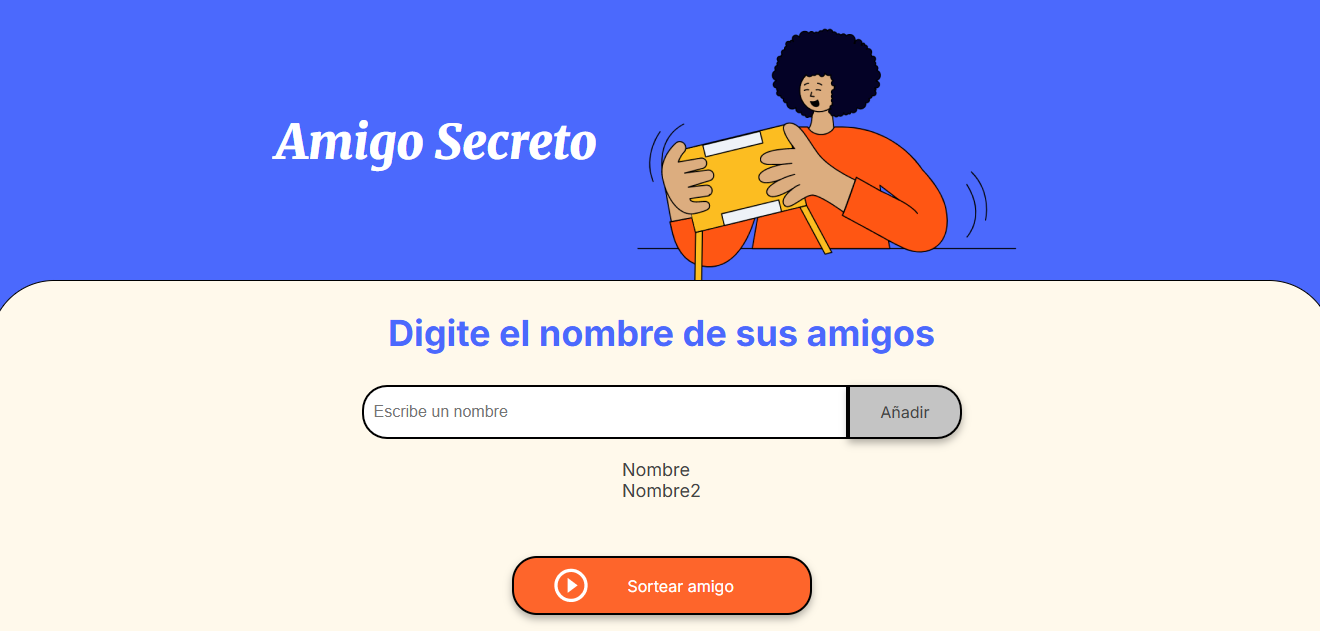 Amigo Secreto
Digite el nombre de sus amigos
Escribe un nombre
Añadir
Nombre
Nombre2
Sortear amigo